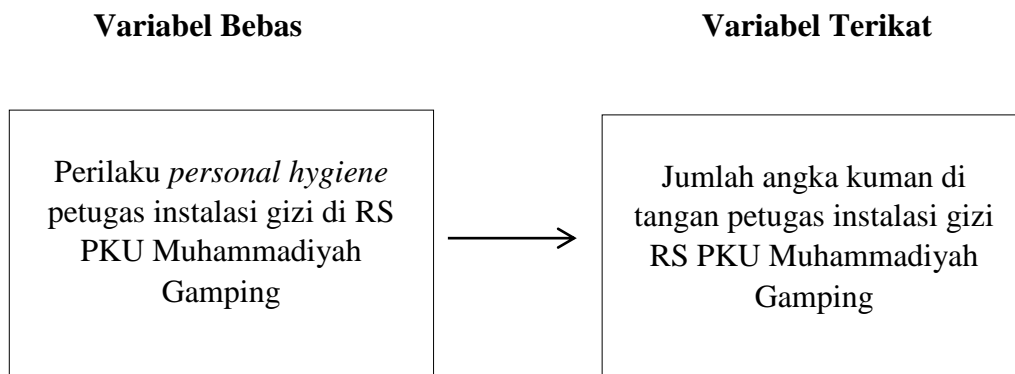 Variabel Bebas
Variabel Terikat
Perilaku personal hygiene
petugas instalasi gizi di RS
PKU Muhammadiyah
Gamping
Jumlah angka kuman di
tangan petugas instalasi gizi
RS PKU Muhammadiyah
Gamping